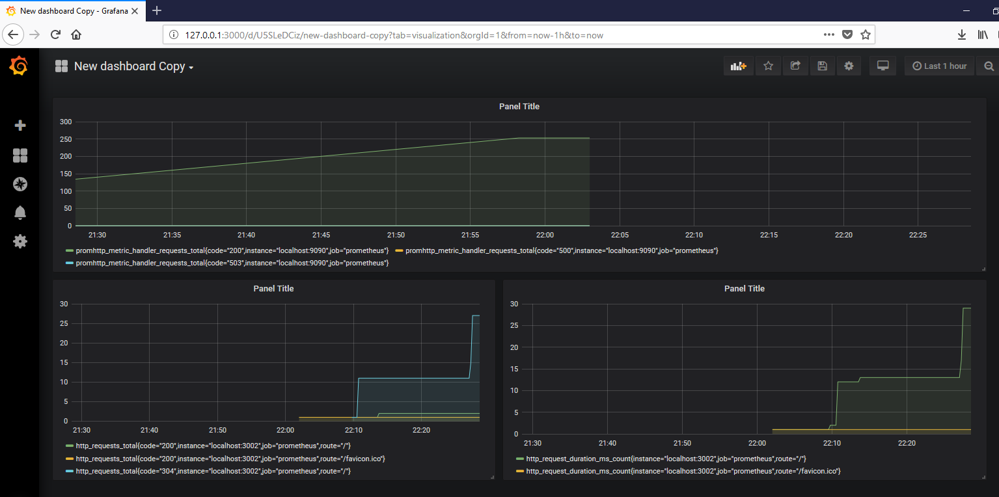 New dashboard Copy - Grafana
127.0.0.1:3000/d/U5SLeDCiz/new-dashboard-copy?tab=visualization&orgId=1&from=now-1h&to=now
New dashboard Copy
Last 1 hour
Panel Title
300
250
200
150
100
50
0
21:30 21:35 21:40 21:45 21:50 21:55 22:00 22:05 22:10 22:15 22:20 22:25
promhttp_metric_handler_requests_total{code="200",instance="localhost:9090",job="prometheus"} promhttp_metric_handler_requests_total{code="500",instance="localhost:9090",job="prometheus"}
promhttp_metric_handler_requests_total{code="503",instance="localhost:9090",job="prometheus"}
Panel Title
30
25
20
15
10
5
0
21:30 21:40 21:50 22:00 22:10 22:20
http_requests_total{code="200",instance="localhost:3002",job="prometheus",route="/"}
http_requests_total{code="200",instance="localhost:3002",job="prometheus",route="/favicon.ico"}
http_requests_total{code="304",instance="localhost:3002",job="prometheus",route="/"}
Panel Title
30
25
20
15
10
5
0
21:30 21:40 21:50 22:00 22:10 22:20
http_request_duration_ms_count{instance="localhost:3002",job="prometheus",route="/"}
http_request_duration_ms_count{instance="localhost:3002",job="prometheus",route="/favicon.ico"}